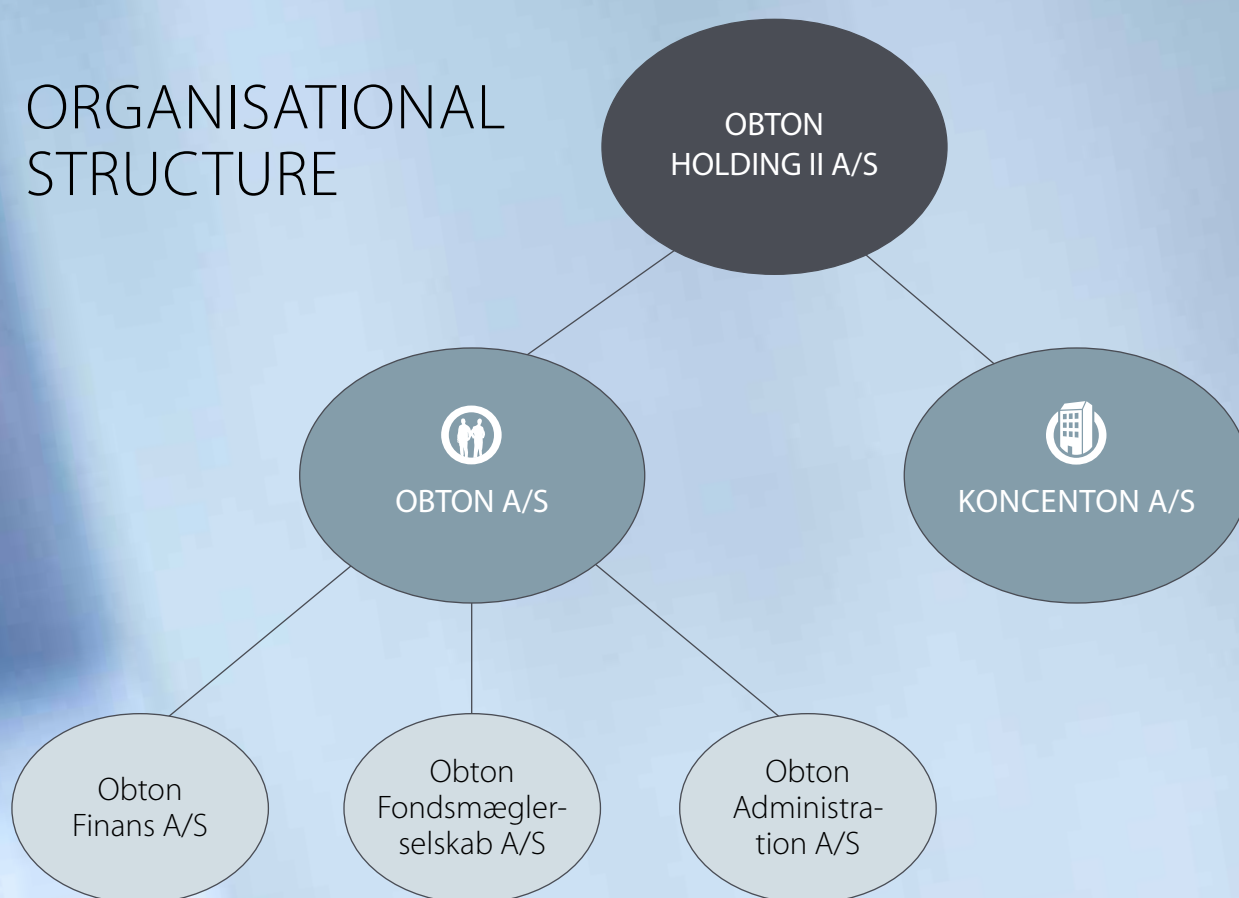 ORGANISATIONAL
STRUCTURE
OBTON
HOLDING II A/S
OBTON A/S
KONCENTON A/S
Obton
Finans A/S
Obton
Fondsmægler-
selskab A/S
Obton
Administra-
tion A/S